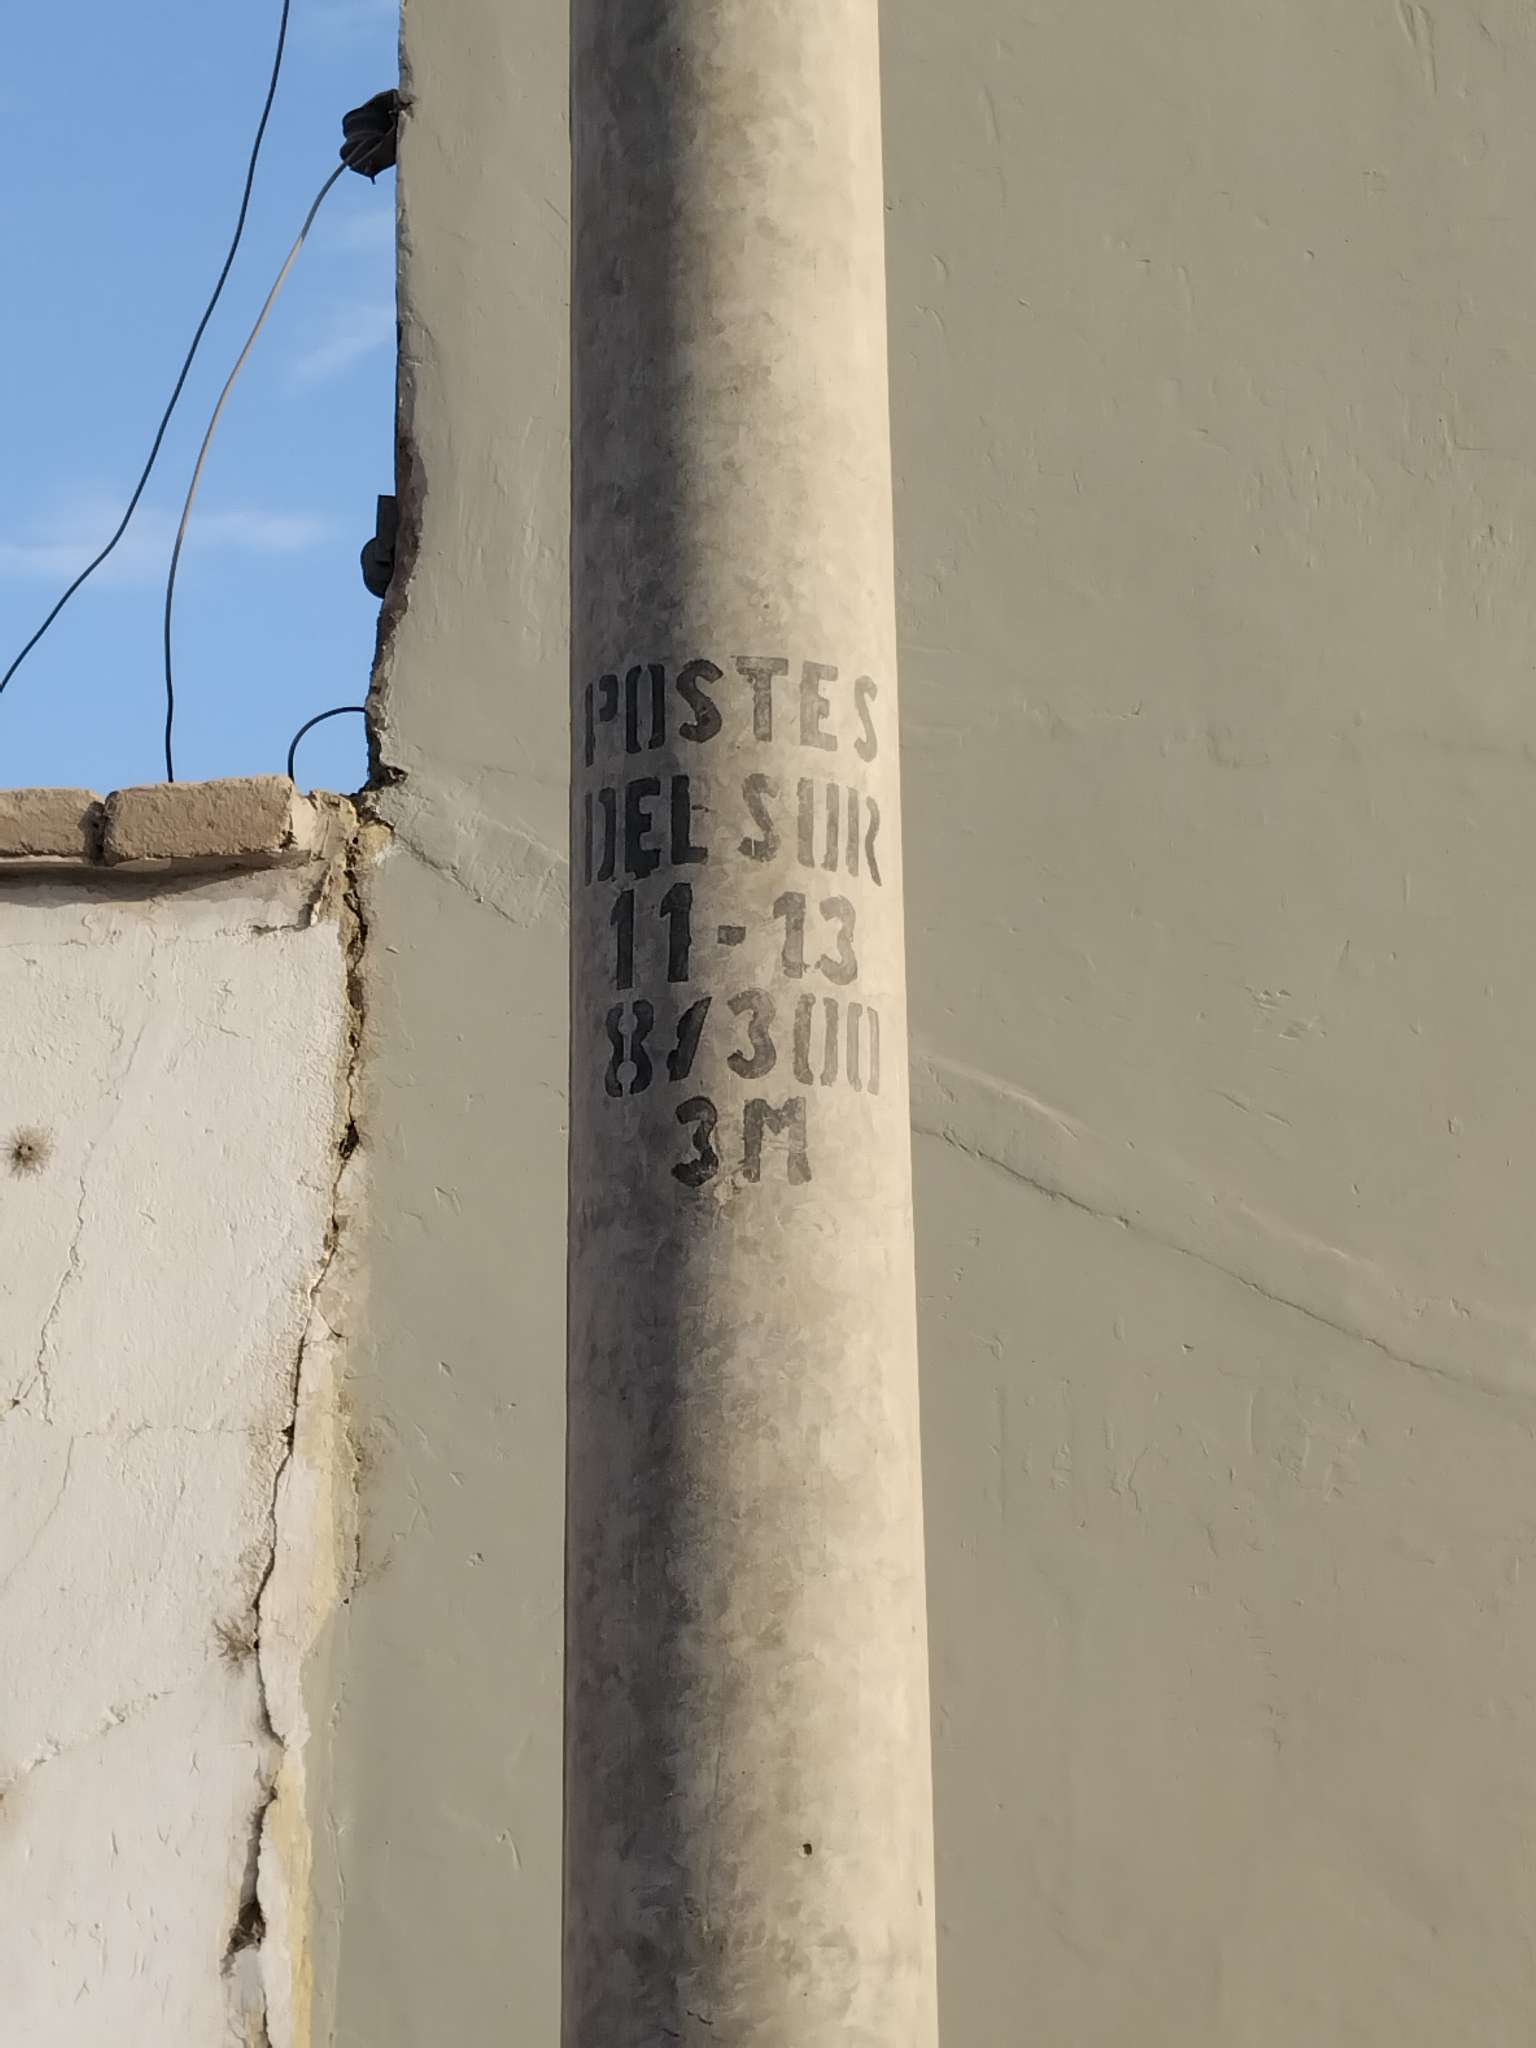 POSTES
DEL SUR
11-13
8/300
3M